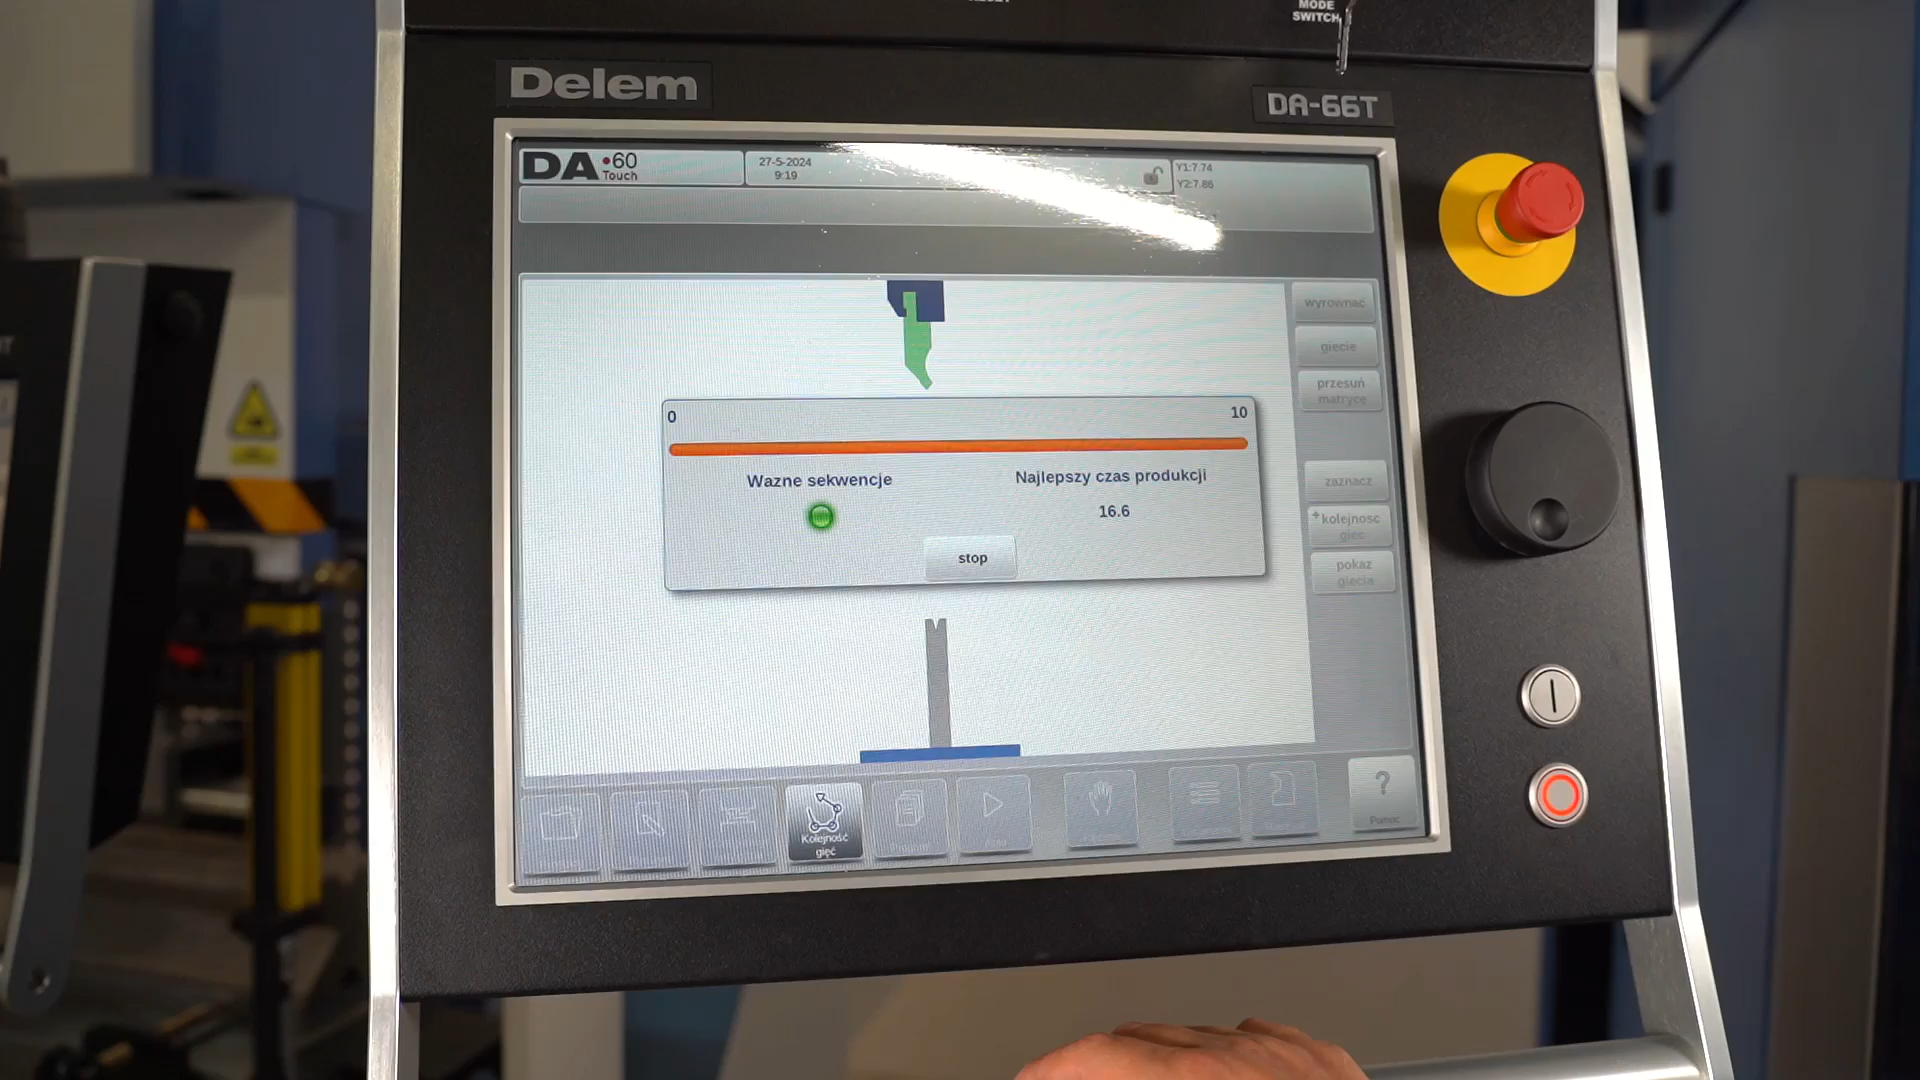 MODE
SWITCH
Delem
DA-66T
DA •60
Touch
27-5-2024
9:19
Y1:7.74
Y2:7.86
wyrownac
giecie
przesuń
matryce
0
10
Wazne sekwencje
Najlepszy czas produkcji
16.6
stop
zaznacz
+kolejnosc
giec
pokaz
giecia
Kolejność
gięć
Pomoc